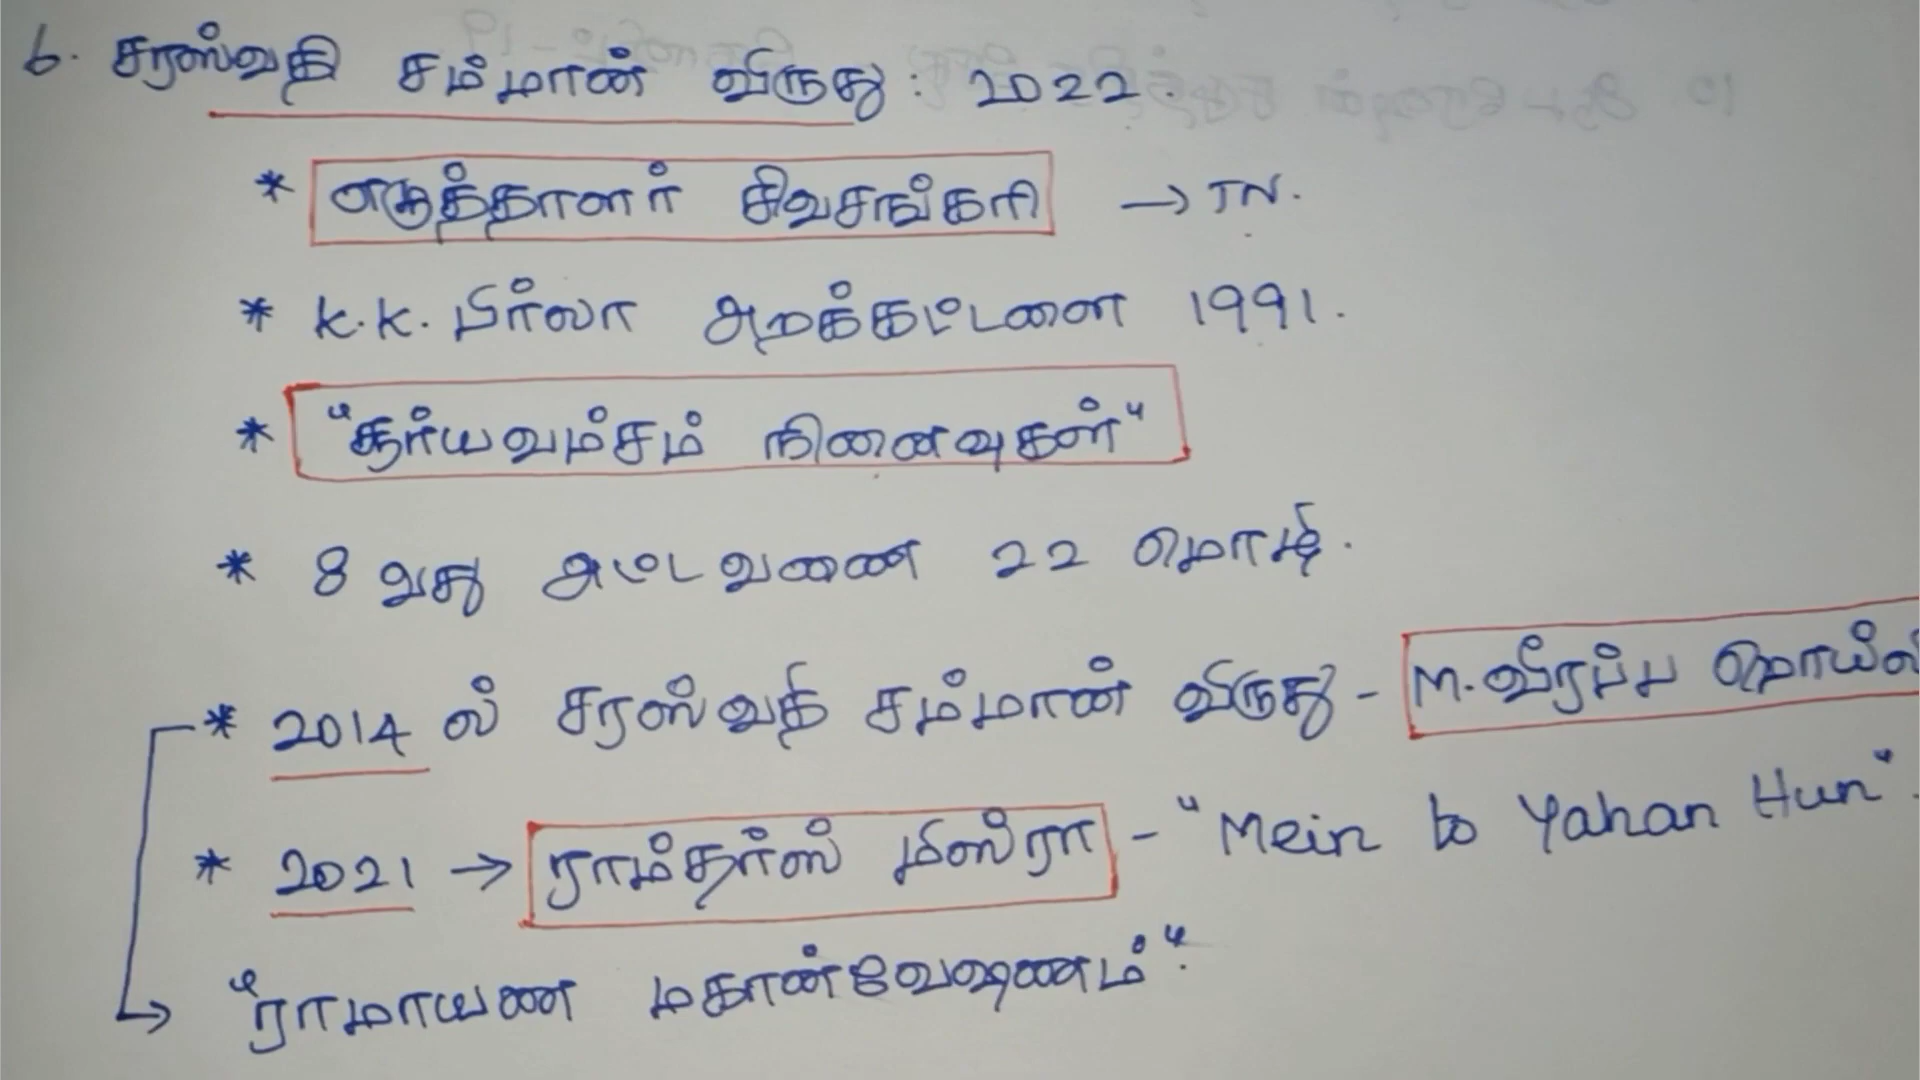 6. சரஸ்வதி சம்மான் விருது : 2022.
* எழுத்தாளர் சிவசங்கரி → TN.
* K.K. பிர்லா அறக்கட்டளை 1991.
* "சூர்யவம்சம் நினைவுகள்"
* 8 வது அட்டவணை 22 மொழி.
* 2014 ல் சரஸ்வதி சம்மான் விருது - M. வீரப்ப மொய்லி
* 2021 → ராம்தர்ஸ் மிஸ்ரா - "Mein to Yahan Hun".
→ "ராமாயண மகான்வேஷணம்".